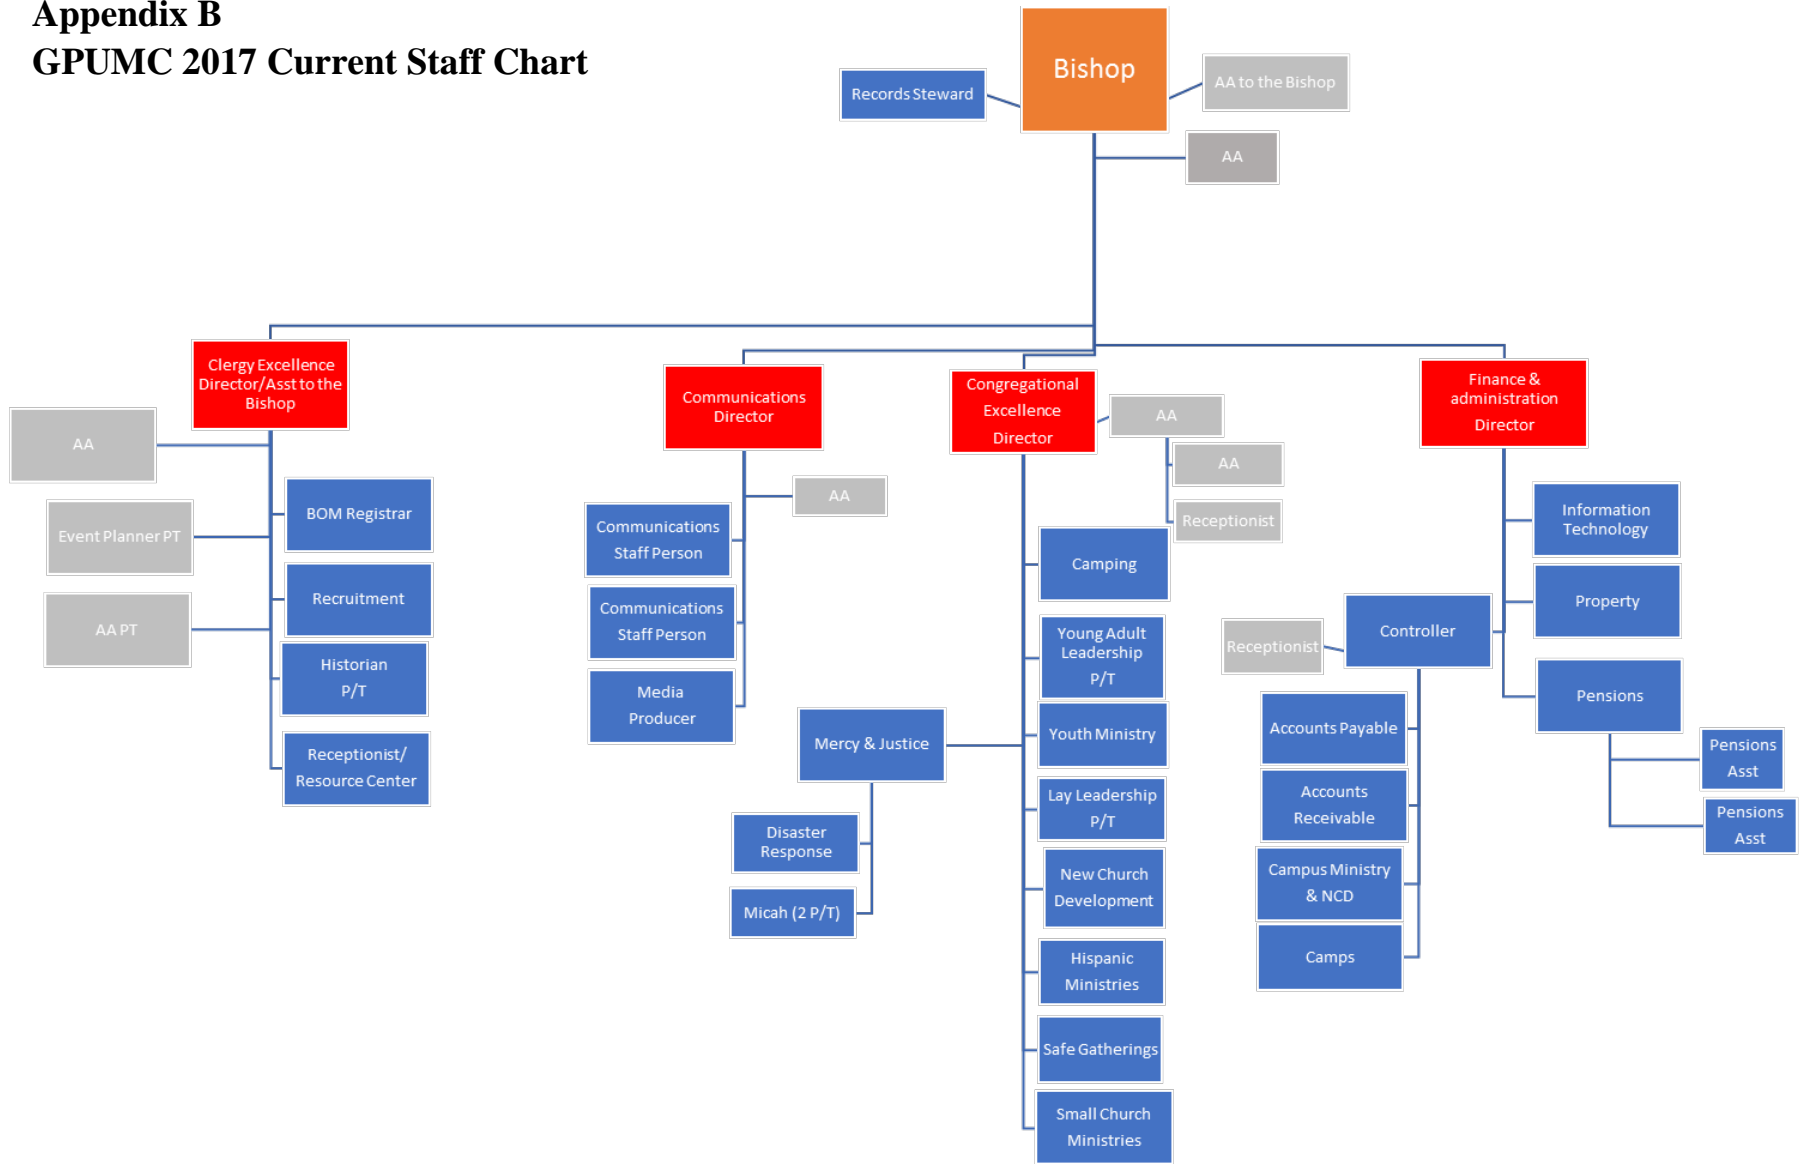 Appendix B
GPUMC 2017 Current Staff Chart
Bishop
Records Steward
AA to the Bishop
AA
Clergy Excellence
Director/Asst to the
Bishop
AA
Event Planner PT
AA PT
BOM Registrar
Recruitment
Historian
P/T
Receptionist/
Resource Center
Communications
Director
AA
Communications
Staff Person
Communications
Staff Person
Media
Producer
Congregational
Excellence
Director
AA
AA
Receptionist
Camping
Young Adult
Leadership
P/T
Youth Ministry
Lay Leadership
P/T
New Church
Development
Hispanic
Ministries
Safe Gatherings
Small Church
Ministries
Mercy & Justice
Disaster
Response
Micah (2 P/T)
Finance &
administration
Director
Information
Technology
Property
Pensions
Pensions
Asst
Pensions
Asst
Controller
Receptionist
Accounts Payable
Accounts
Receivable
Campus Ministry
& NCD
Camps